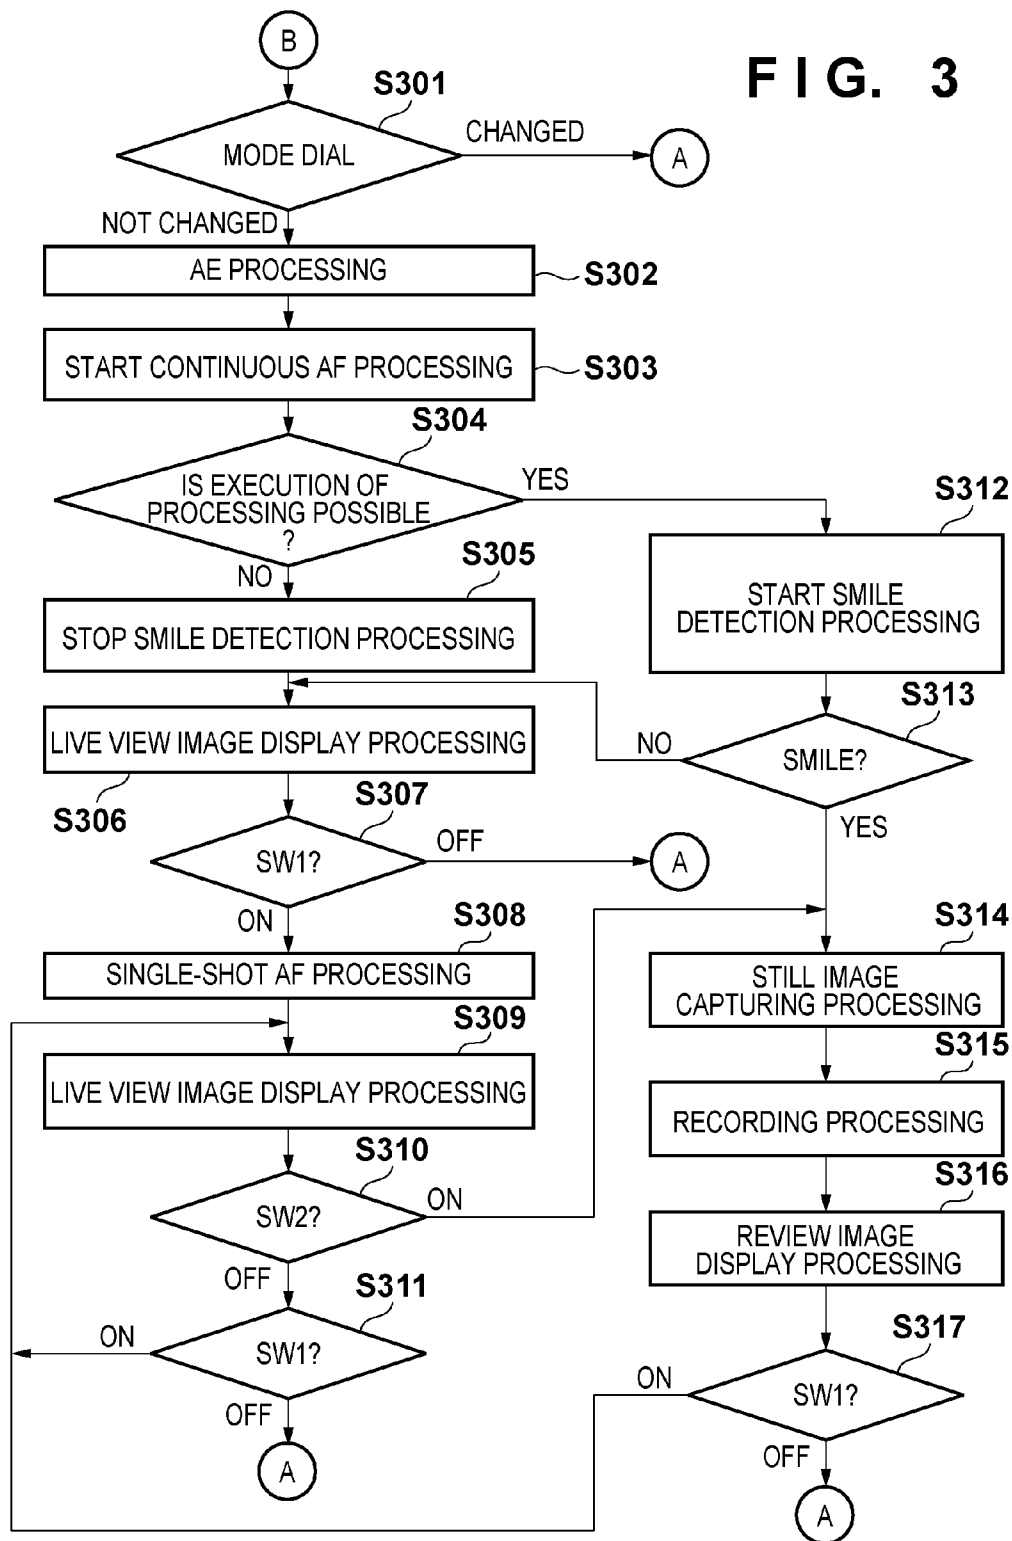 B
FIG. 3
S301
MODE DIAL
CHANGED
A
NOT CHANGED
AE PROCESSING
S302
START CONTINUOUS AF PROCESSING
S303
S304
IS EXECUTION OF
PROCESSING POSSIBLE
?
YES
NO
S312
START SMILE
DETECTION PROCESSING
S305
STOP SMILE DETECTION PROCESSING
S313
SMILE?
NO
YES
LIVE VIEW IMAGE DISPLAY PROCESSING
S306
S307
SW1?
OFF
A
ON
S308
SINGLE-SHOT AF PROCESSING
S314
STILL IMAGE
CAPTURING PROCESSING
S309
LIVE VIEW IMAGE DISPLAY PROCESSING
S315
RECORDING PROCESSING
S310
SW2?
ON
OFF
S316
REVIEW IMAGE
DISPLAY PROCESSING
S311
SW1?
ON
OFF
A
S317
SW1?
ON
OFF
A